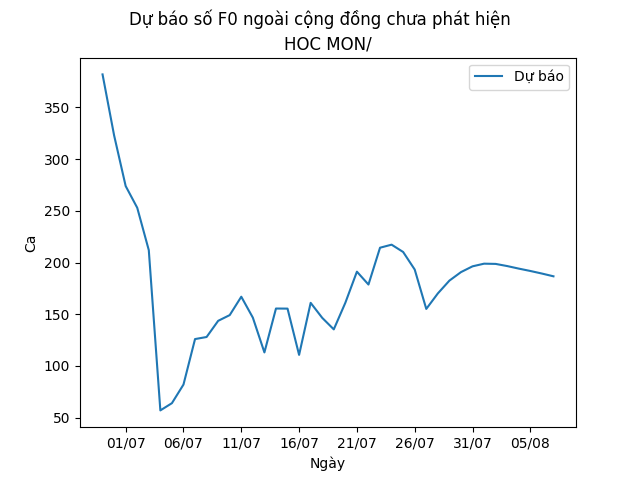 Dự báo số F0 ngoài cộng đồng chưa phát hiện
HOC MON/
Dự báo
350
300
250
200
150
100
50
Ca
01/07 06/07 11/07 16/07 21/07 26/07 31/07 05/08
Ngày